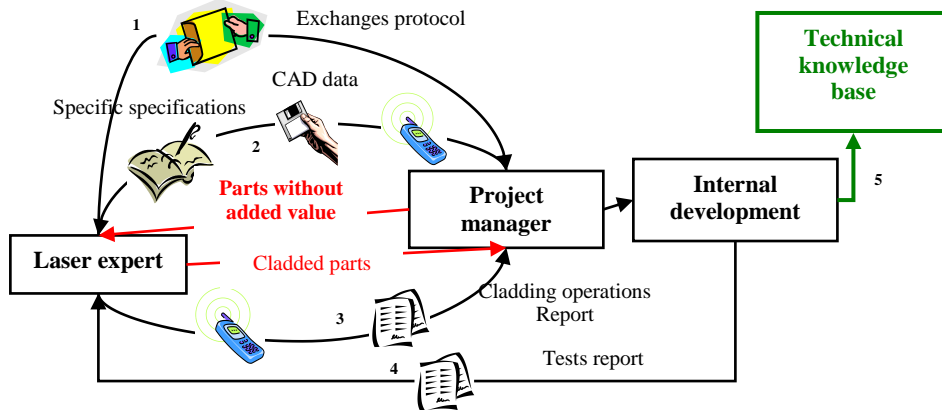 1
Exchanges protocol
CAD data
Specific specifications
2
Technical
knowledge
base
Parts without
added value
Project
manager
Internal
development
5
Laser expert
Cladded parts
3
Cladding operations
Report
4
Tests report